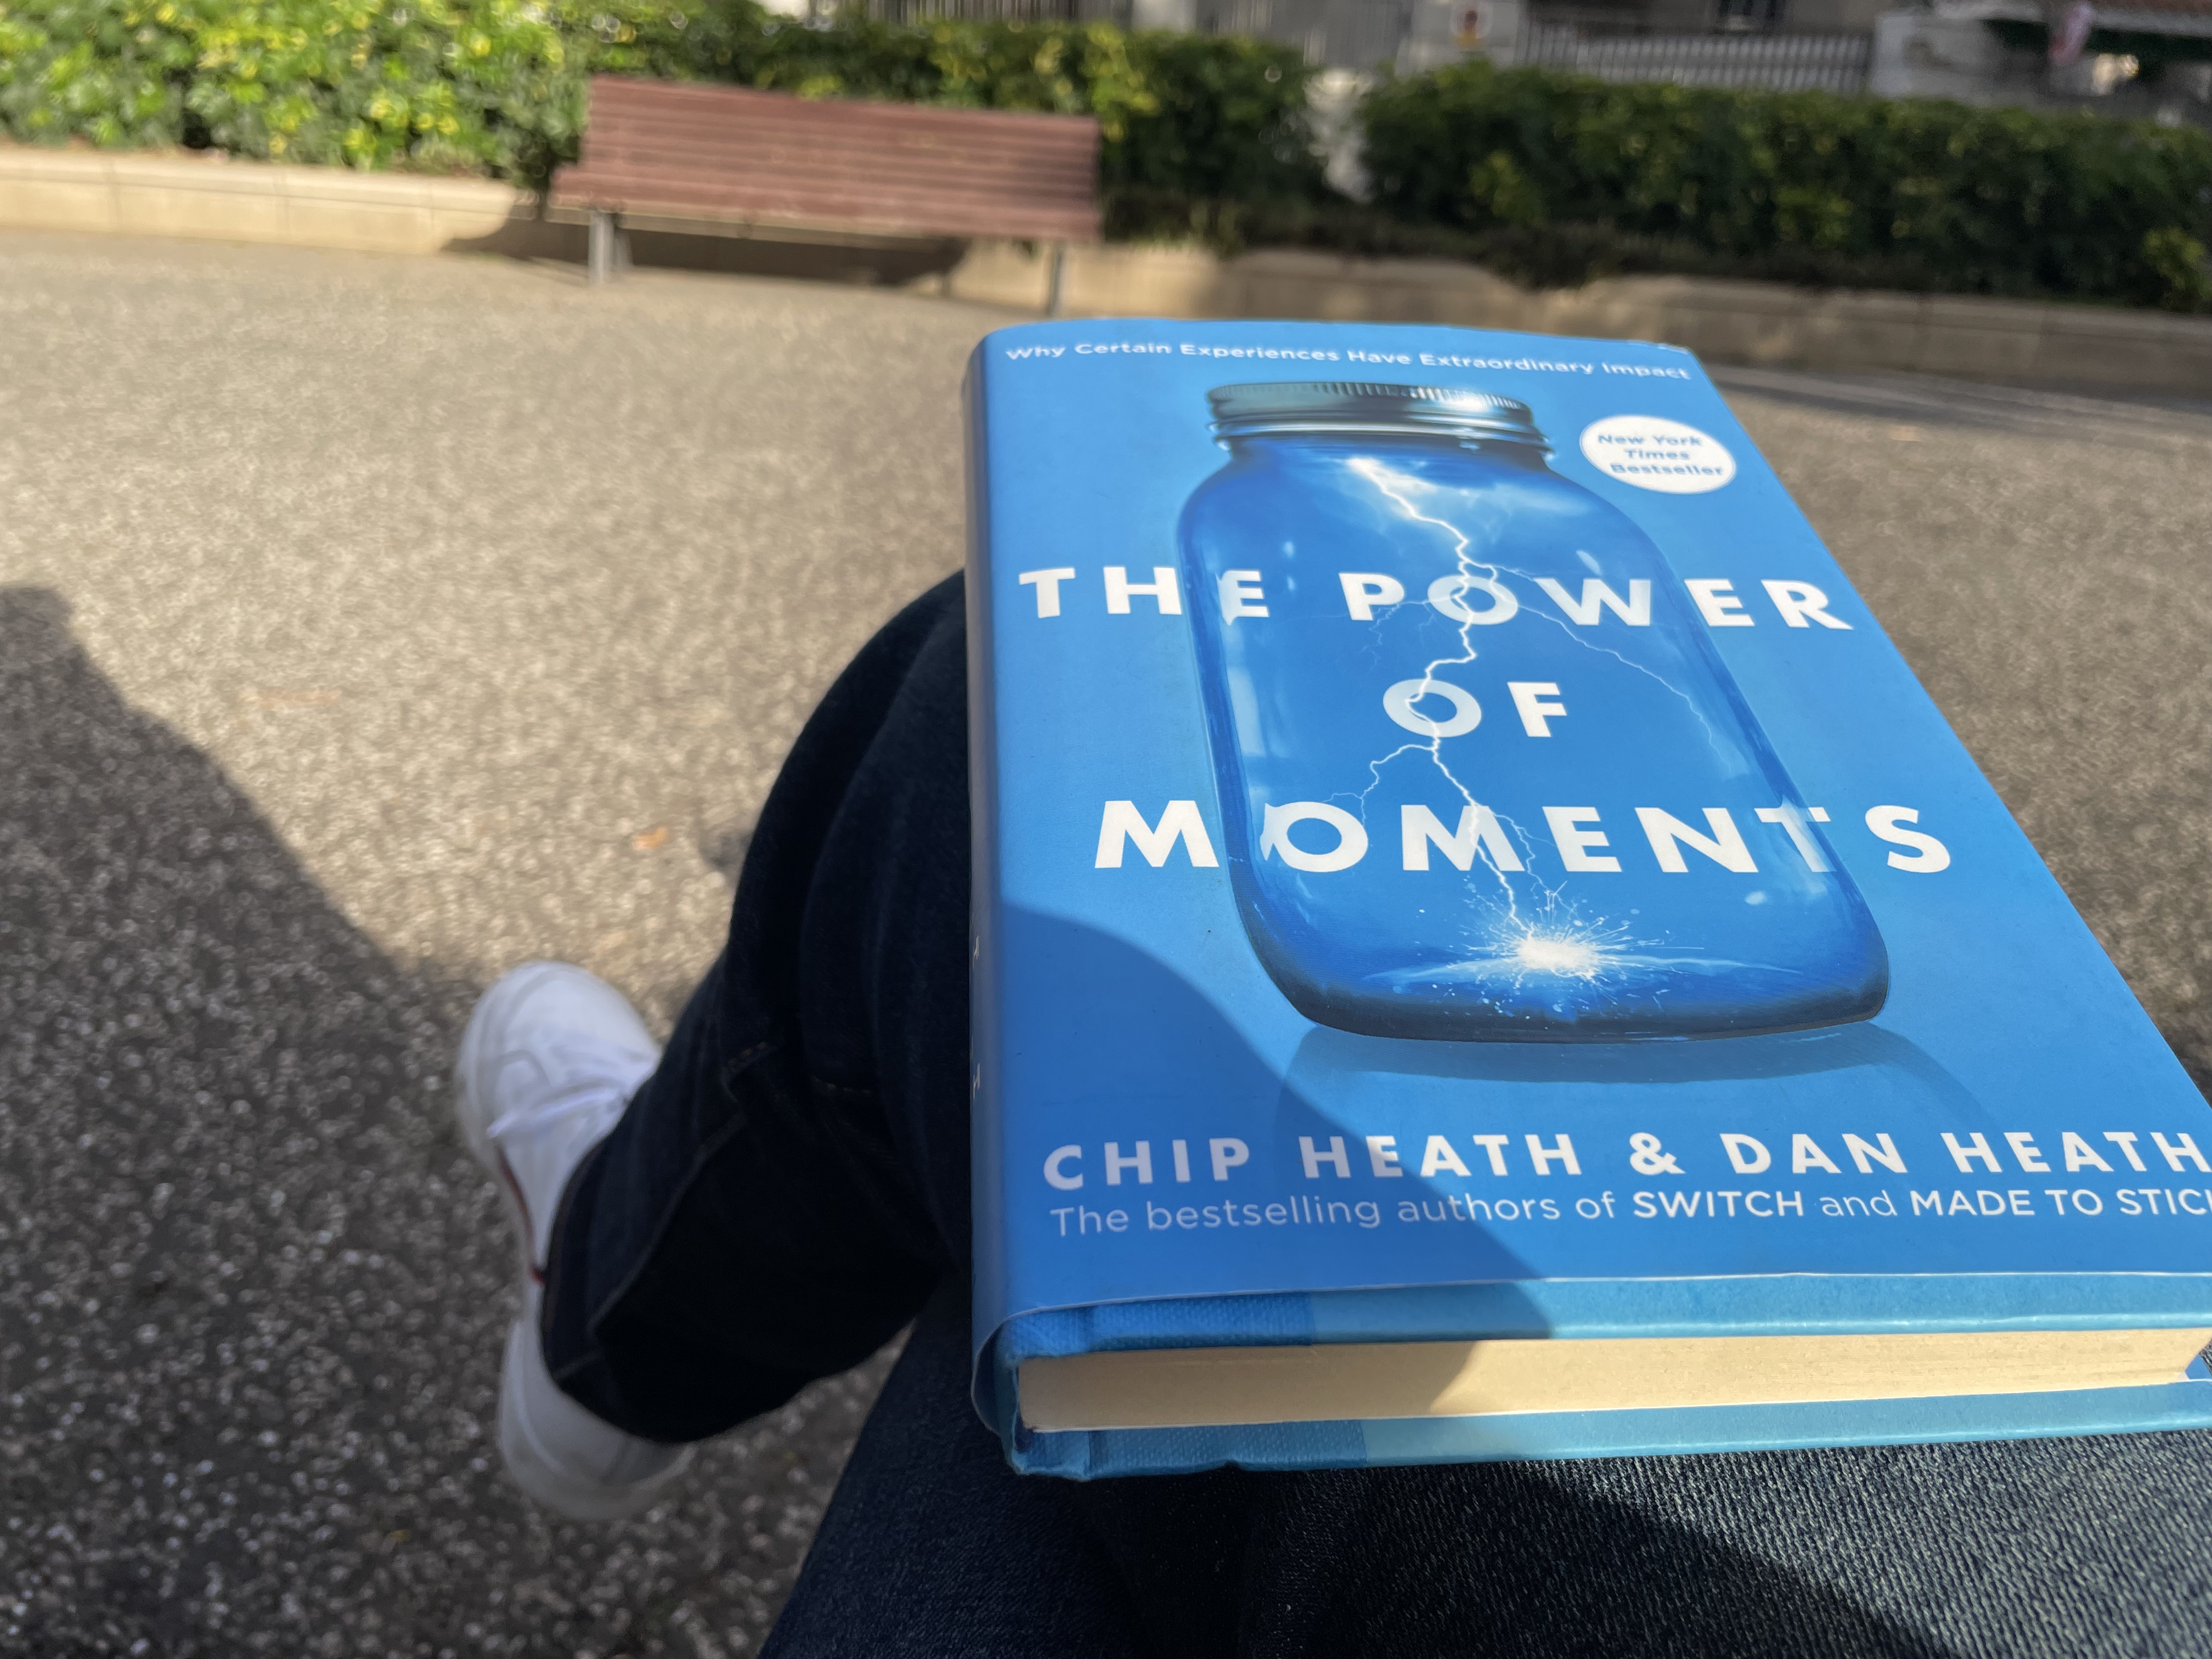 Why Certain Experiences Have Extraordinary Impact
New York
Times
Bestseller
THE POWER
OF
MOMENTS
CHIP HEATH & DAN HEATH
The bestselling authors of SWITCH and MADE TO STIC